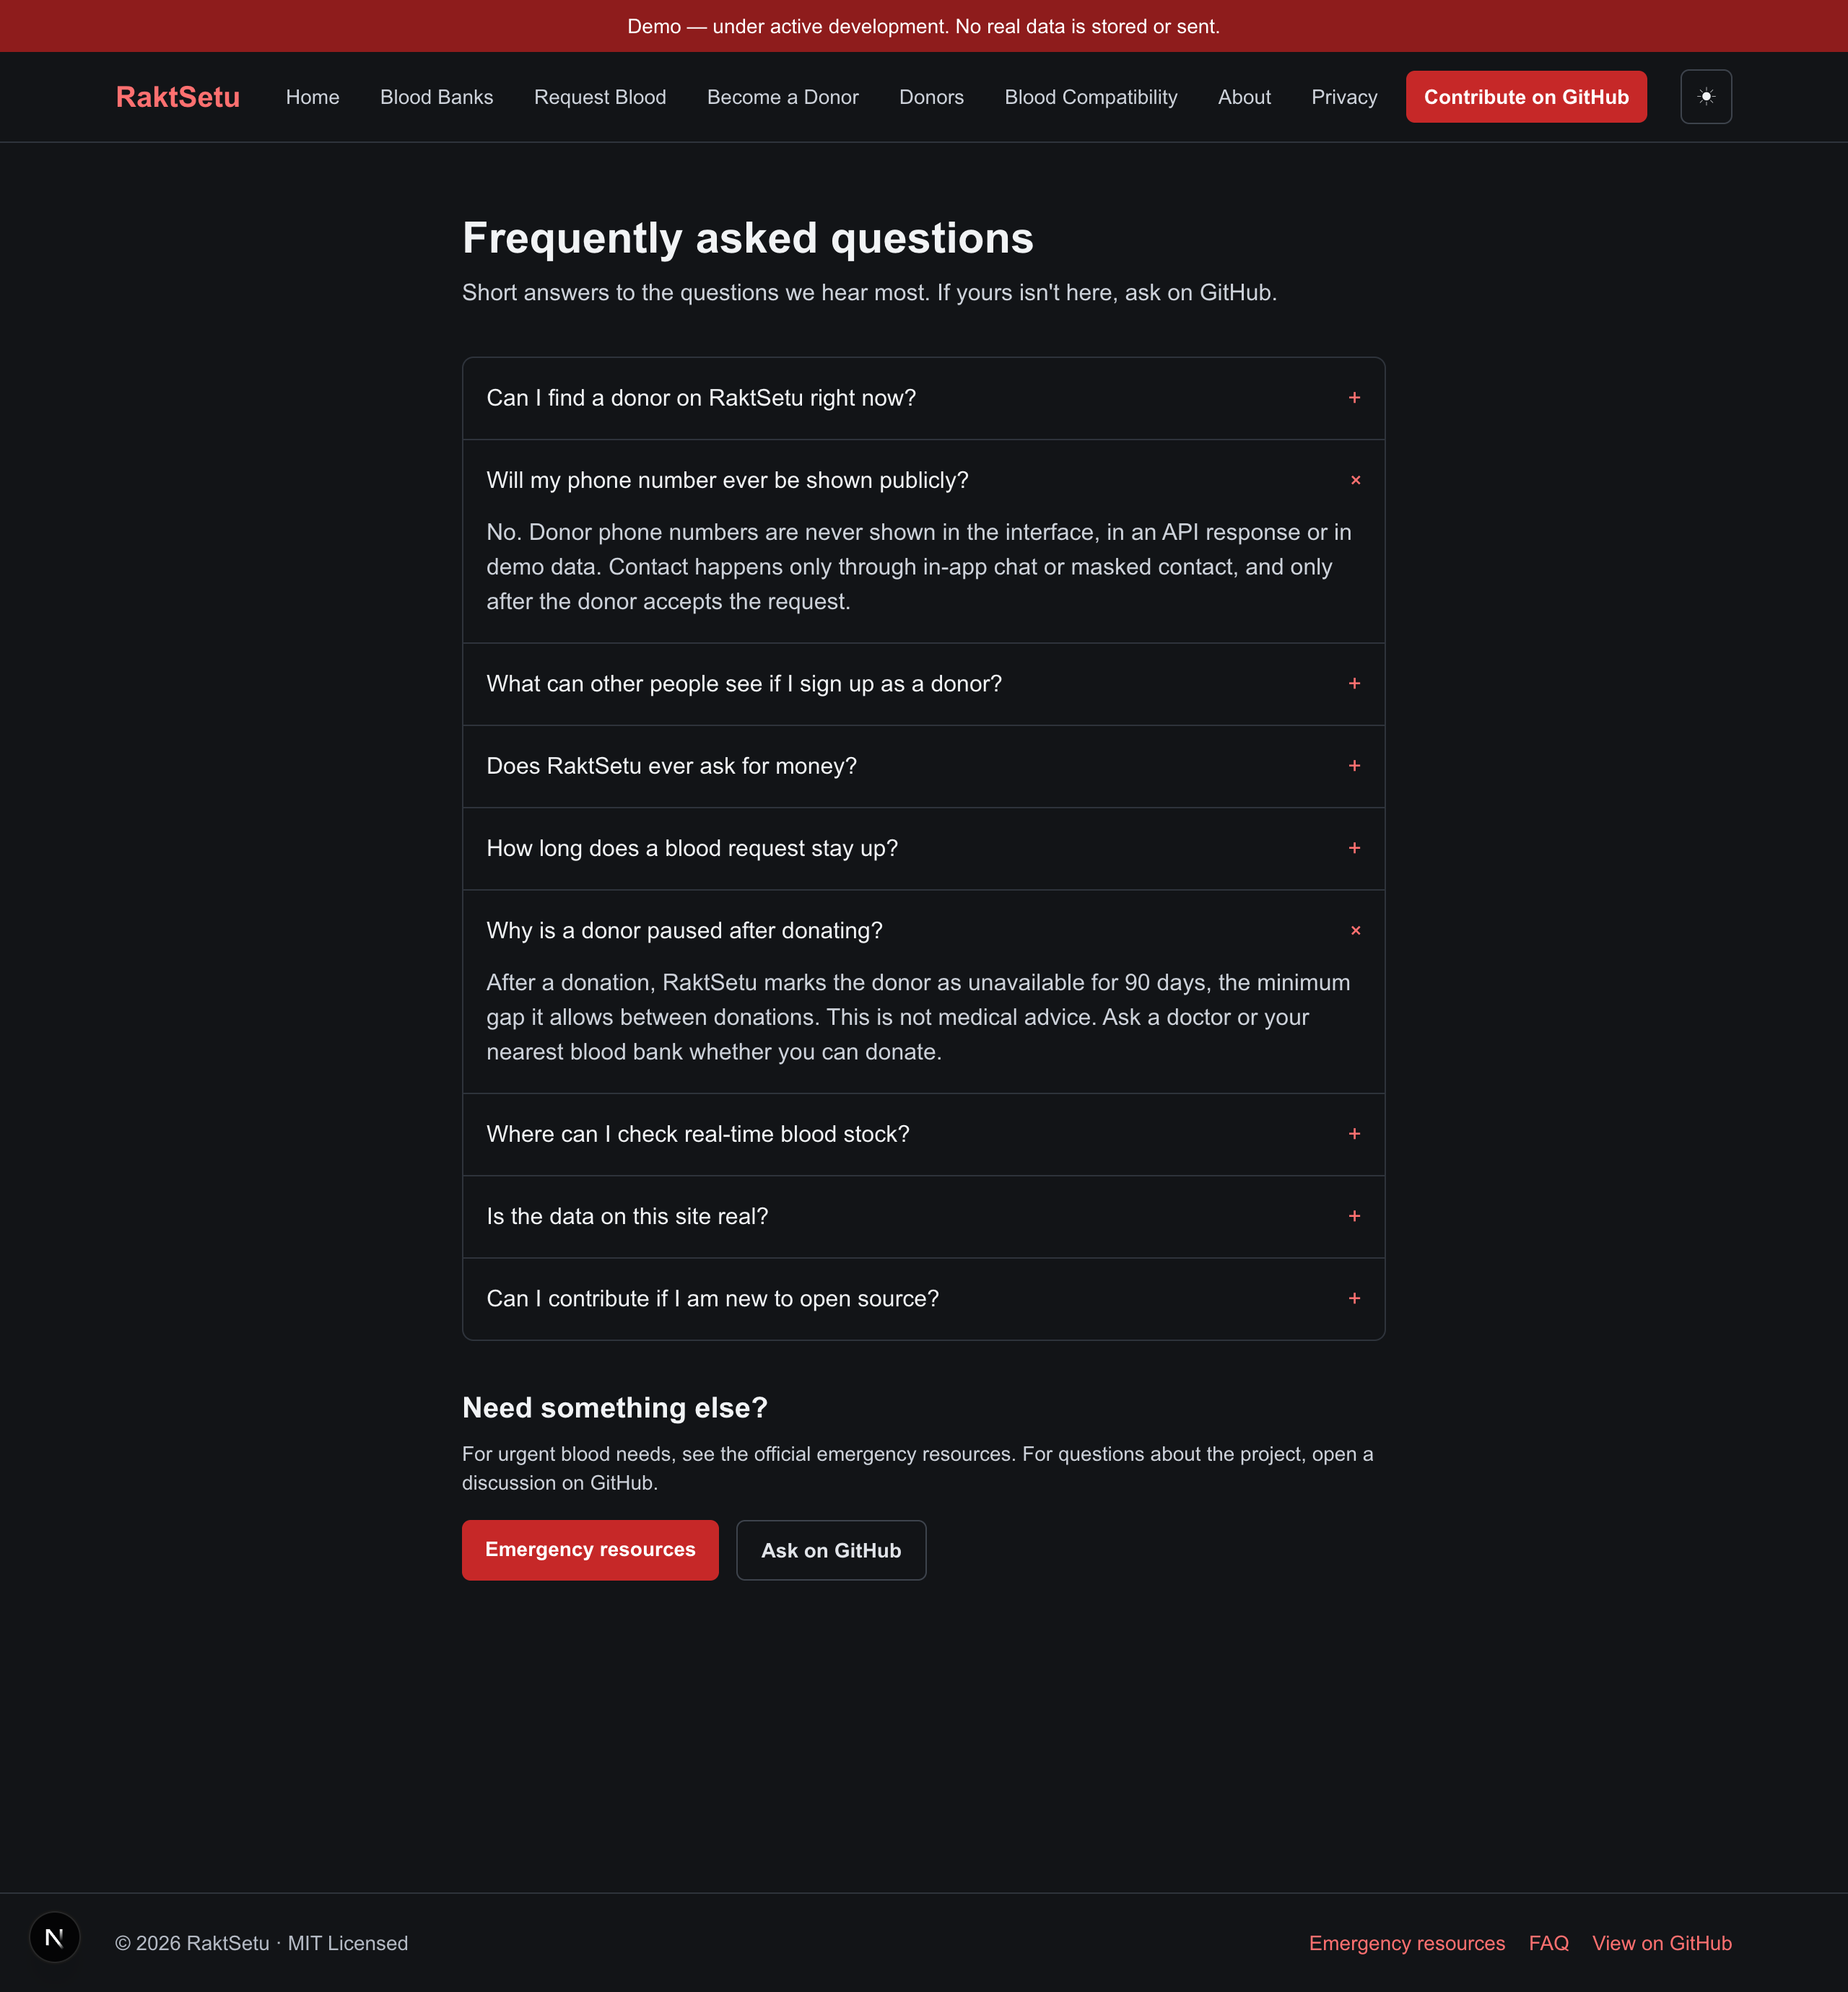 Demo — under active development. No real data is stored or sent.
RaktSetu Home Blood Banks Request Blood Become a Donor Donors Blood Compatibility About Privacy Contribute on GitHub
Frequently asked questions
Short answers to the questions we hear most. If yours isn't here, ask on GitHub.
Can I find a donor on RaktSetu right now? +
Will my phone number ever be shown publicly? ×
No. Donor phone numbers are never shown in the interface, in an API response or in
demo data. Contact happens only through in-app chat or masked contact, and only
after the donor accepts the request.
What can other people see if I sign up as a donor? +
Does RaktSetu ever ask for money? +
How long does a blood request stay up? +
Why is a donor paused after donating? ×
After a donation, RaktSetu marks the donor as unavailable for 90 days, the minimum
gap it allows between donations. This is not medical advice. Ask a doctor or your
nearest blood bank whether you can donate.
Where can I check real-time blood stock? +
Is the data on this site real? +
Can I contribute if I am new to open source? +
Need something else?
For urgent blood needs, see the official emergency resources. For questions about the project, open a
discussion on GitHub.
Emergency resources Ask on GitHub
N © 2026 RaktSetu · MIT Licensed Emergency resources FAQ View on GitHub